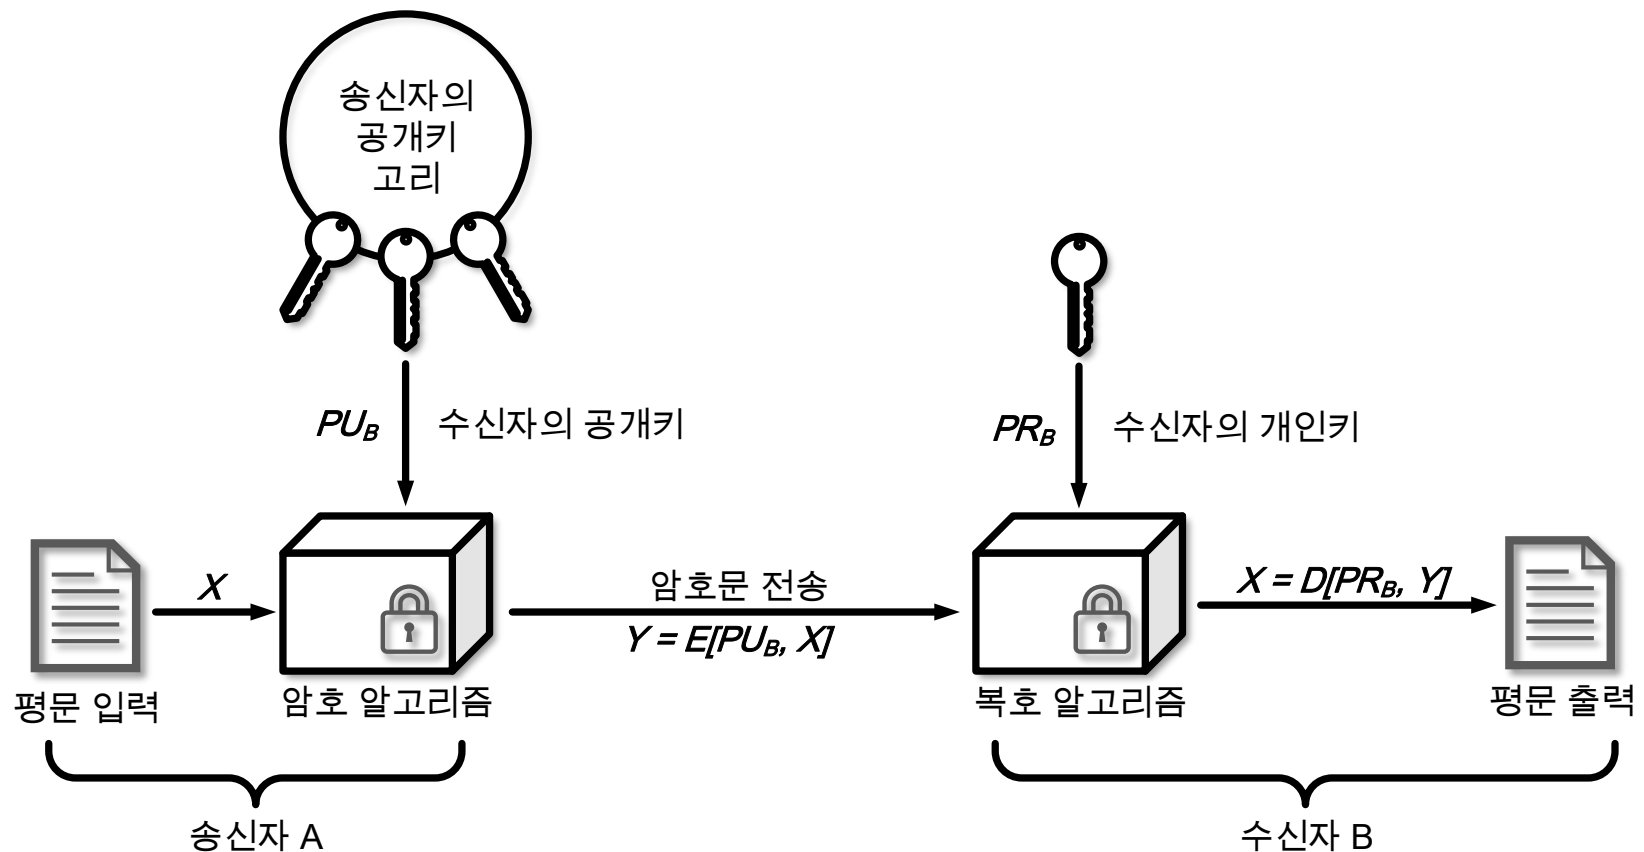 송신자의
공개키
고리
PU_B
수신자의 공개키
PR_B
수신자의 개인키
X
암호문 전송
Y = E[PU_B, X]
X = D[PR_B, Y]
평문 입력
암호 알고리즘
복호 알고리즘
평문 출력
송신자 A
수신자 B